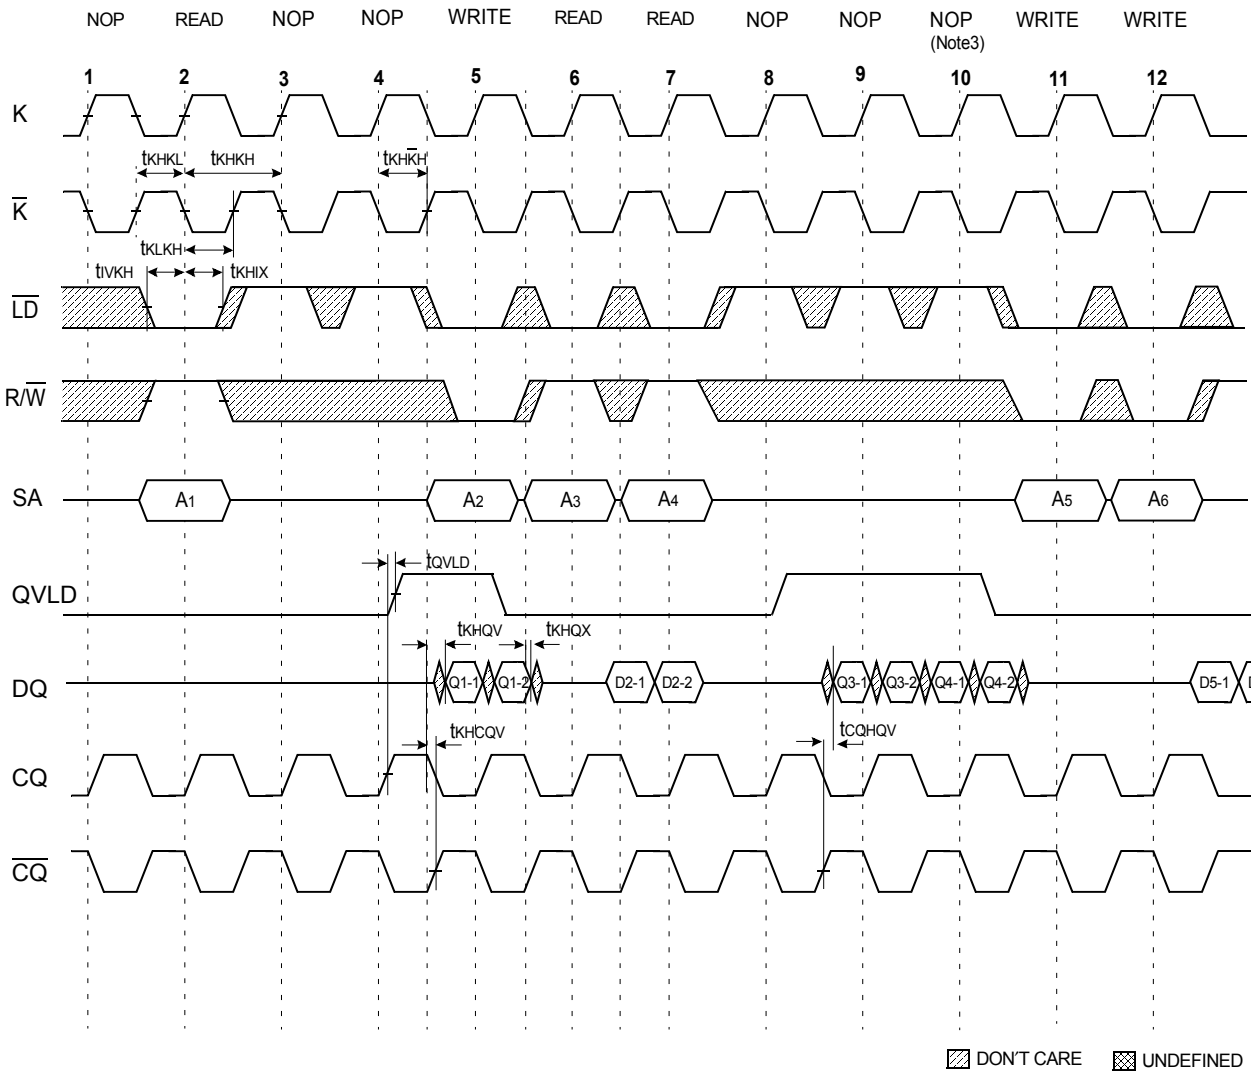 NOP READ NOP NOP WRITE READ READ NOP NOP NOP WRITE WRITE
(Note3)
1 2 3 4 5 6 7 8 9 10 11 12
K
tKHKL tKHKH tKHK̅H
K̅
tKLKH
tIVKH tKHIX
L̅D̅
R/W̅
SA A1 A2 A3 A4 A5 A6
tQVLD
QVLD
tKHQV tKHQX
DQ Q1-1 Q1-2 D2-1 D2-2 Q3-1 Q3-2 Q4-1 Q4-2 D5-1 D
tKHCQV tCQHQV
CQ
C̅Q̅
DON'T CARE UNDEFINED